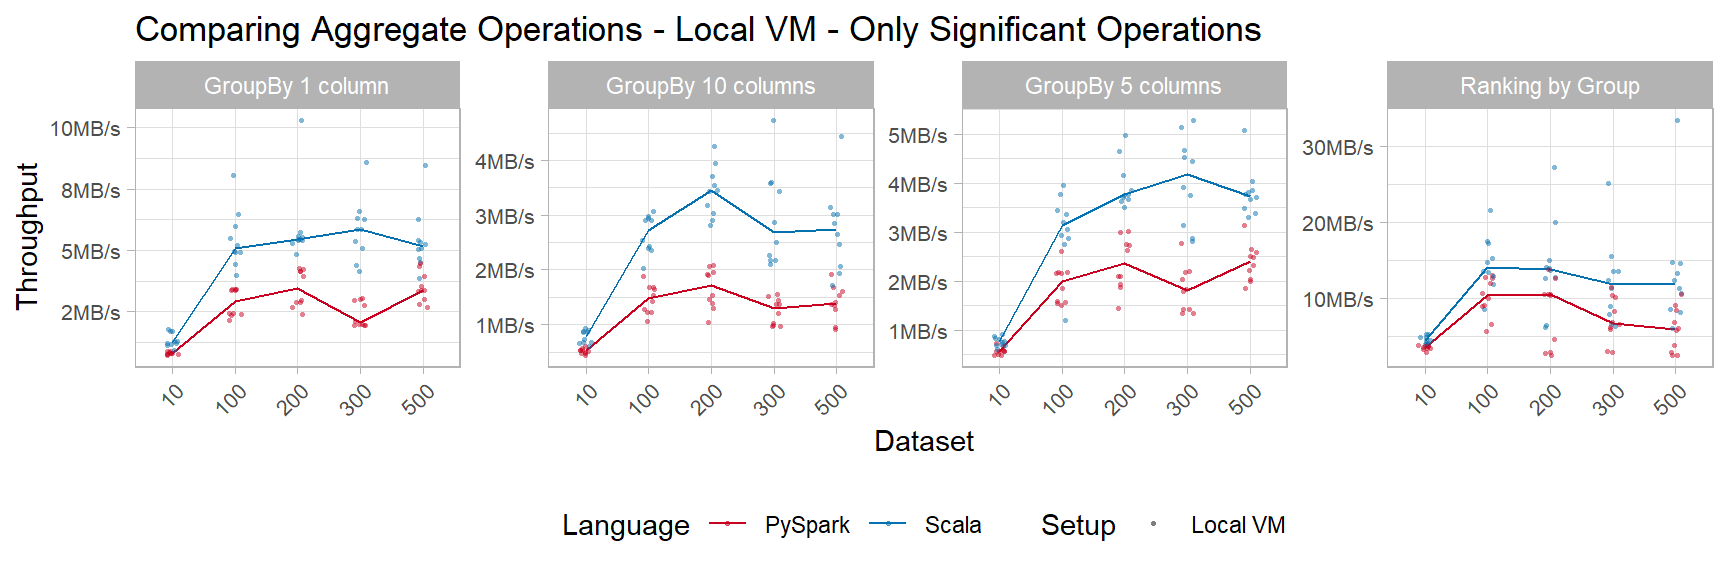 Comparing Aggregate Operations - Local VM - Only Significant Operations
GroupBy 1 column
GroupBy 10 columns
GroupBy 5 columns
Ranking by Group
Throughput
10MB/s
8MB/s
5MB/s
2MB/s
4MB/s
3MB/s
2MB/s
1MB/s
5MB/s
4MB/s
3MB/s
2MB/s
1MB/s
30MB/s
20MB/s
10MB/s
10 100 200 300 500
10 100 200 300 500
10 100 200 300 500
10 100 200 300 500
Dataset
Language PySpark Scala Setup Local VM